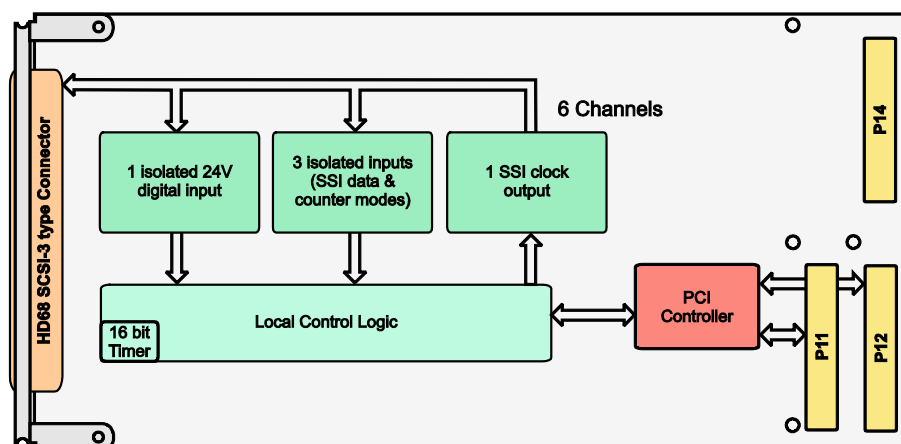 6 Channels
P14
HD68 SCSI-3 type Connector
1 isolated 24V
digital input
3 isolated inputs
(SSI data &
counter modes)
1 SSI clock
output
Local Control Logic
16 bit
Timer
PCI
Controller
P11
P12